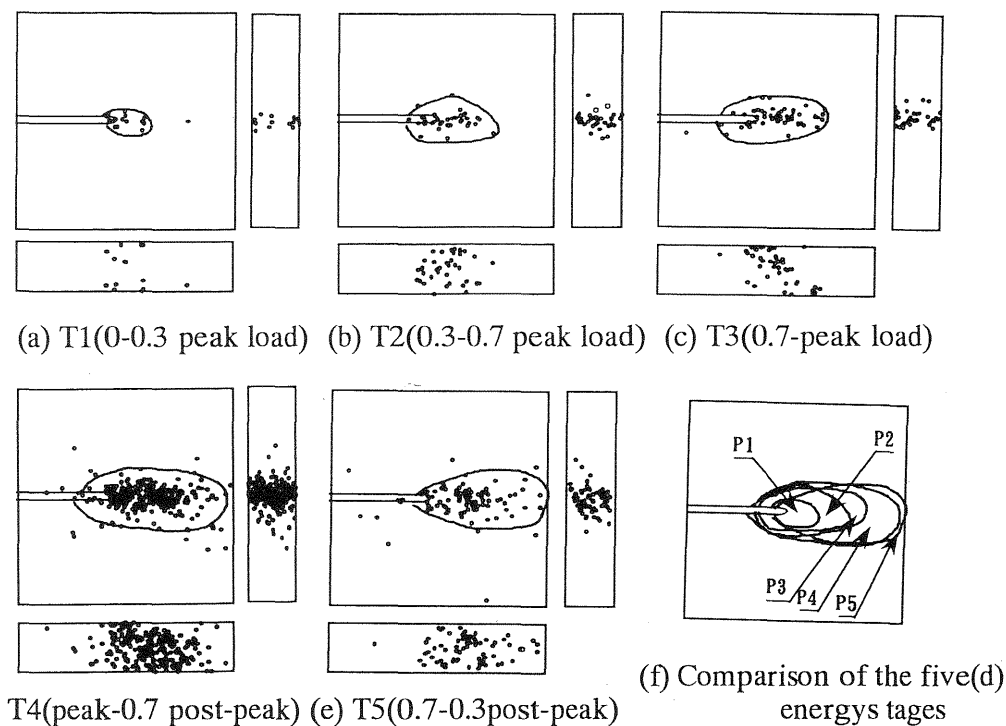 (a) T1(0-0.3 peak load)
(b) T2(0.3-0.7 peak load)
(c) T3(0.7-peak load)
P1
P2
P3
P4
P5
T4(peak-0.7 post-peak)
(e) T5(0.7-0.3post-peak)
(f) Comparison of the five(d)
energys tages